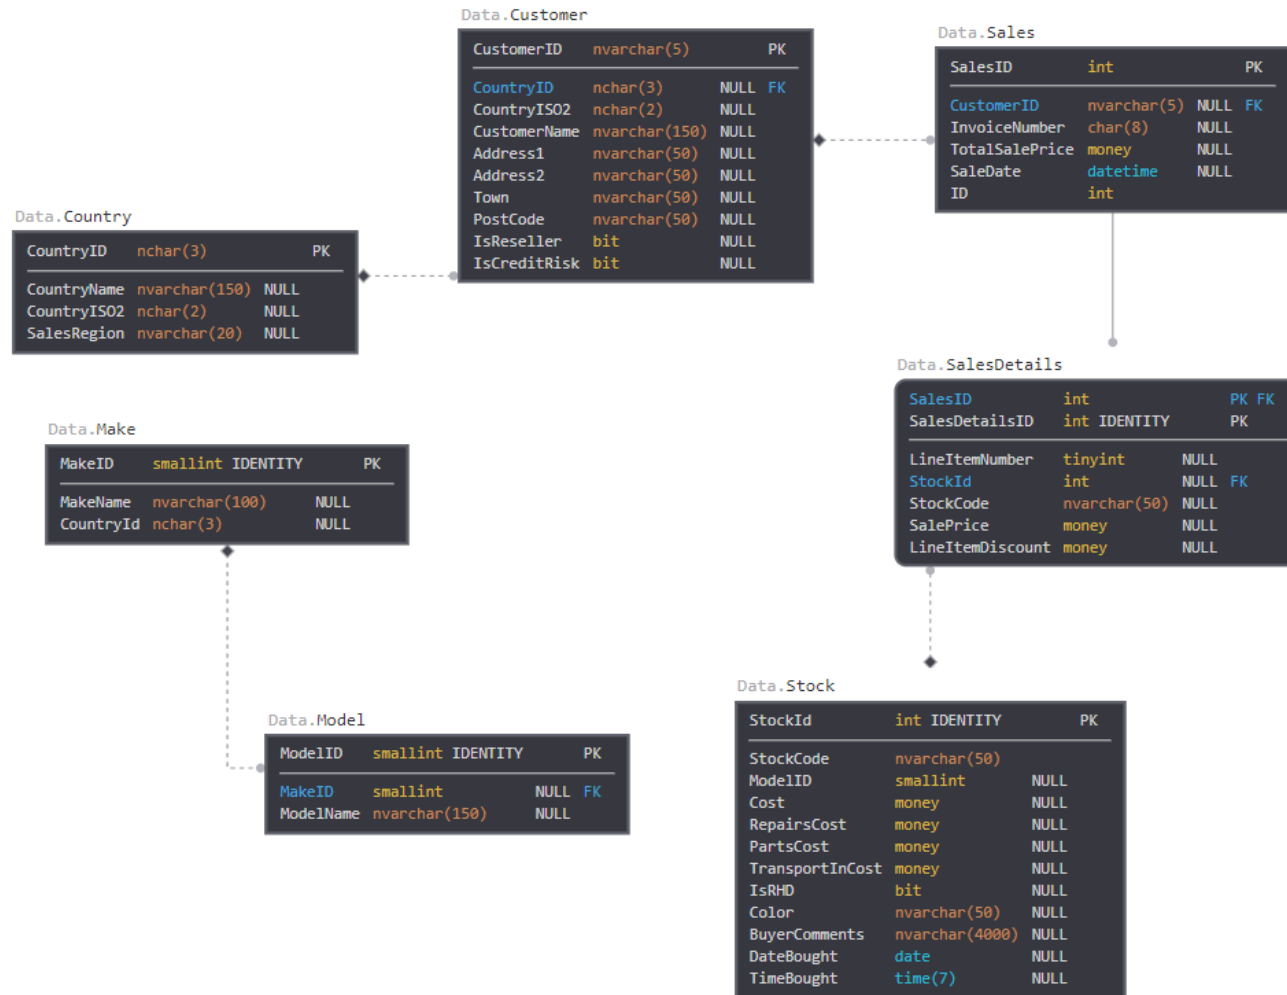 Data.Customer
CustomerID nvarchar(5) PK
CountryID nchar(3) NULL FK
CountryISO2 nchar(2) NULL
CustomerName nvarchar(150) NULL
Address1 nvarchar(50) NULL
Address2 nvarchar(50) NULL
Town nvarchar(50) NULL
PostCode nvarchar(50) NULL
IsReseller bit NULL
IsCreditRisk bit NULL
Data.Sales
SalesID int PK
CustomerID nvarchar(5) NULL FK
InvoiceNumber char(8) NULL
TotalSalePrice money NULL
SaleDate datetime NULL
ID int
Data.Country
CountryID nchar(3) PK
CountryName nvarchar(150) NULL
CountryISO2 nchar(2) NULL
SalesRegion nvarchar(20) NULL
Data.SalesDetails
SalesID int PK FK
SalesDetailsID int IDENTITY PK
LineItemNumber tinyint NULL
StockId int NULL FK
StockCode nvarchar(50) NULL
SalePrice money NULL
LineItemDiscount money NULL
Data.Make
MakeID smallint IDENTITY PK
MakeName nvarchar(100) NULL
CountryId nchar(3) NULL
Data.Model
ModelID smallint IDENTITY PK
MakeID smallint NULL FK
ModelName nvarchar(150) NULL
Data.Stock
StockId int IDENTITY PK
StockCode nvarchar(50)
ModelID smallint NULL
Cost money NULL
RepairsCost money NULL
PartsCost money NULL
TransportInCost money NULL
IsRHD bit NULL
Color nvarchar(50) NULL
BuyerComments nvarchar(4000) NULL
DateBought date NULL
TimeBought time(7) NULL